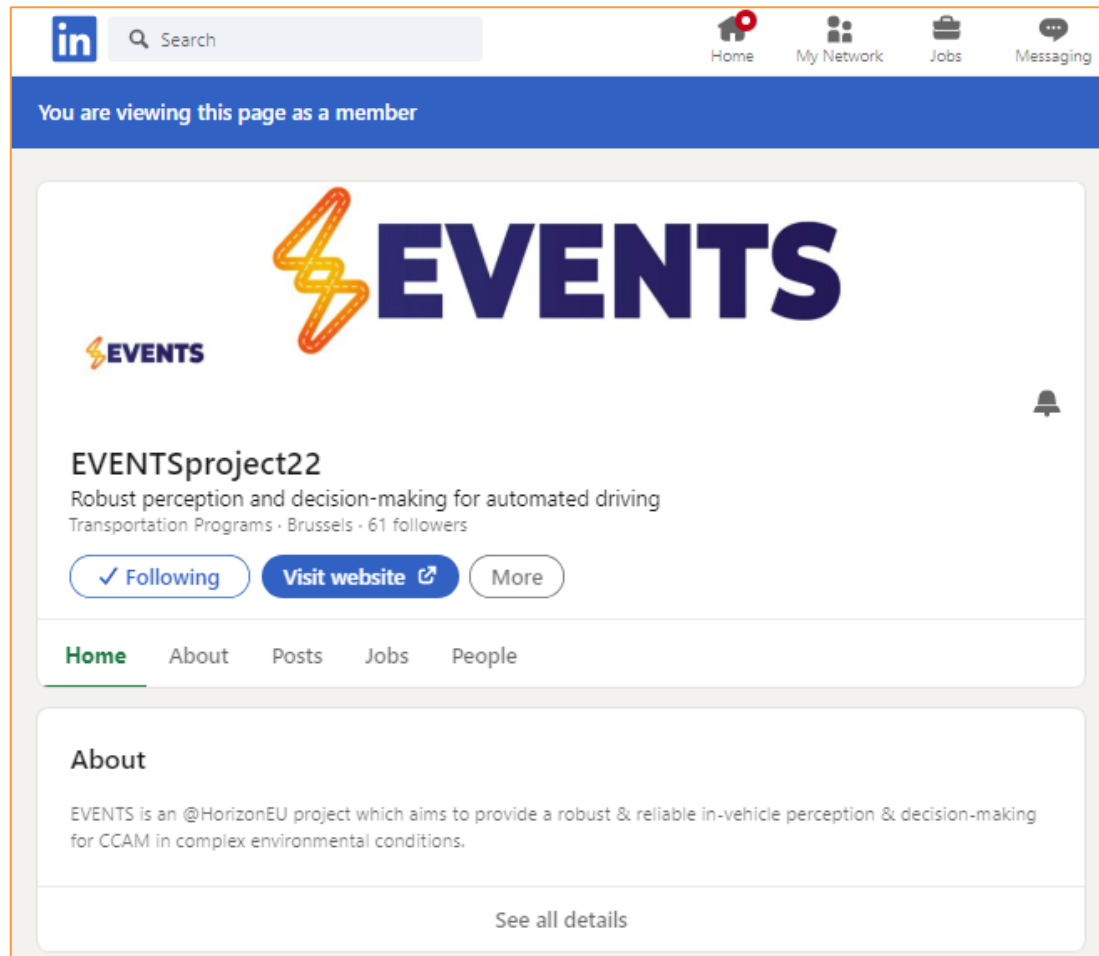 in
Search
Home
My Network
Jobs
Messaging
You are viewing this page as a member
EVENTS
EVENTS
EVENTSproject22
Robust perception and decision-making for automated driving
Transportation Programs · Brussels · 61 followers
Following
Visit website
More
Home
About
Posts
Jobs
People
About
EVENTS is an @HorizonEU project which aims to provide a robust & reliable in-vehicle perception & decision-making
for CCAM in complex environmental conditions.
See all details